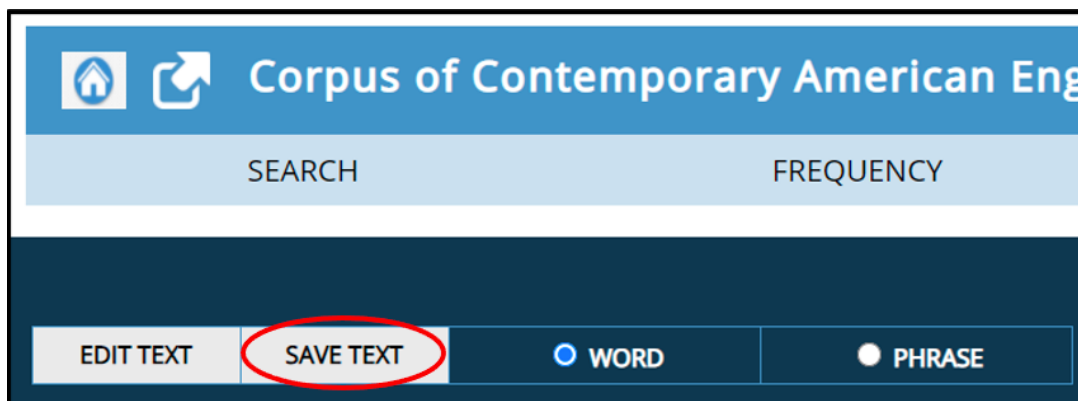 Corpus of Contemporary American Eng
SEARCH FREQUENCY
EDIT TEXT SAVE TEXT WORD PHRASE